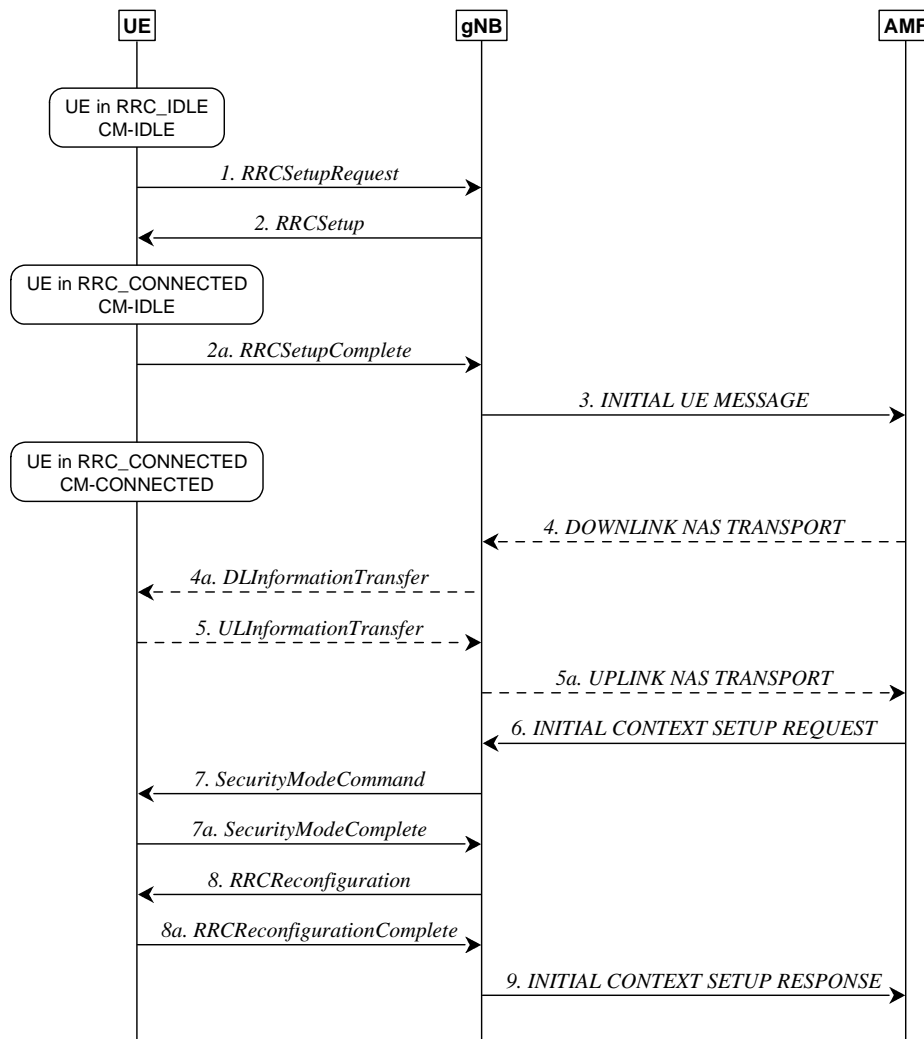 UE
gNB
AMF
UE in RRC_IDLE
CM-IDLE
1. RRCSetupRequest
2. RRCSetup
UE in RRC_CONNECTED
CM-IDLE
2a. RRCSetupComplete
3. INITIAL UE MESSAGE
UE in RRC_CONNECTED
CM-CONNECTED
4. DOWNLINK NAS TRANSPORT
4a. DLInformationTransfer
5. ULInformationTransfer
5a. UPLINK NAS TRANSPORT
6. INITIAL CONTEXT SETUP REQUEST
7. SecurityModeCommand
7a. SecurityModeComplete
8. RRCReconfiguration
8a. RRCReconfigurationComplete
9. INITIAL CONTEXT SETUP RESPONSE